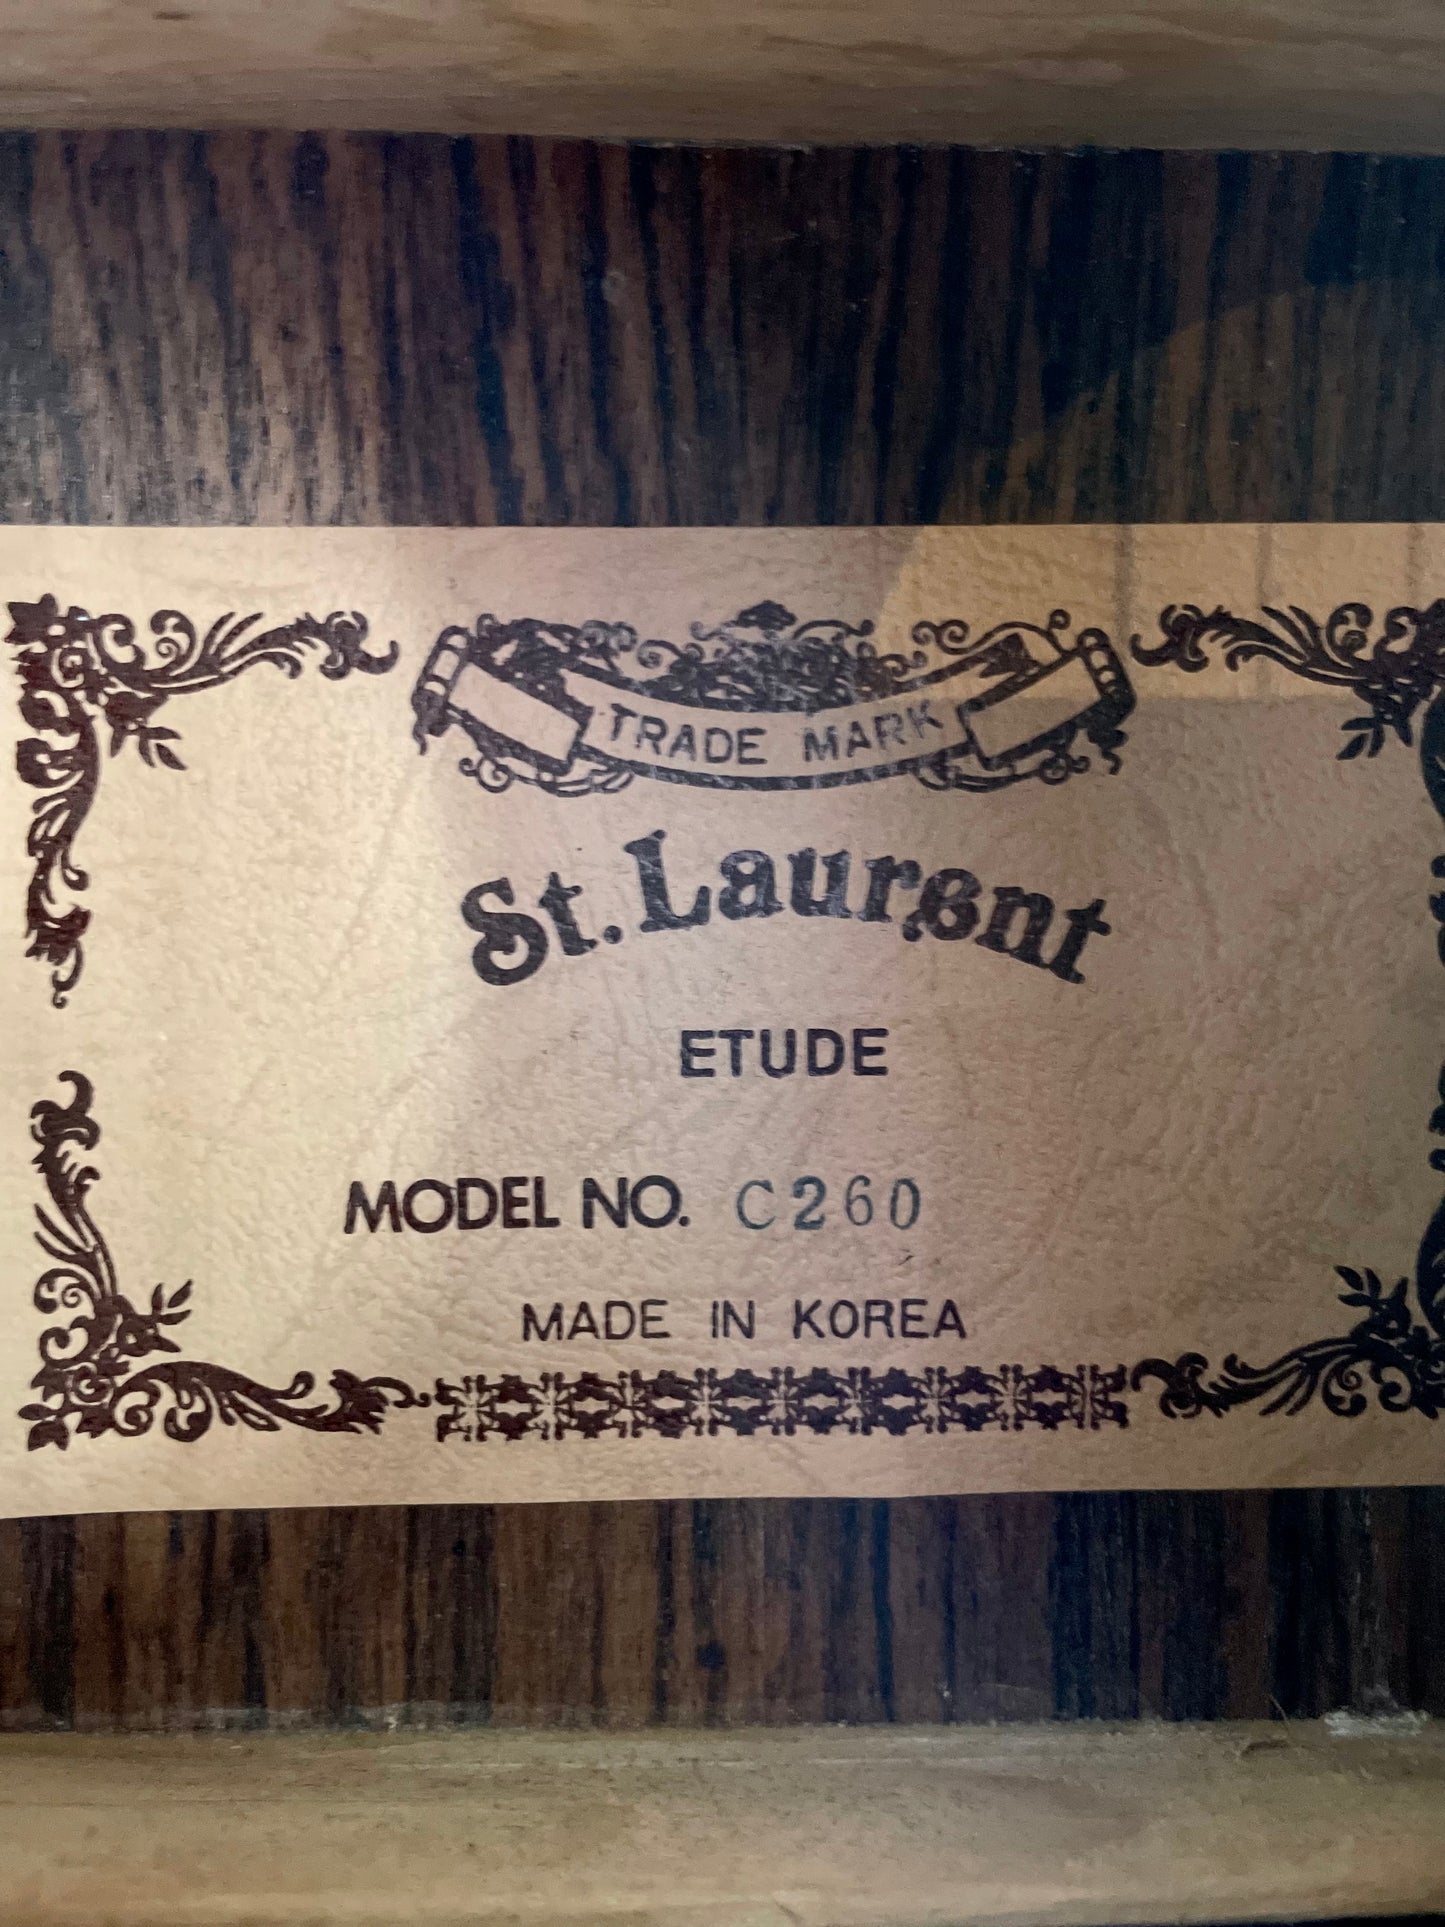 TRADE MARK
St. Laurent
ETUDE
MODEL NO. C260
MADE IN KOREA